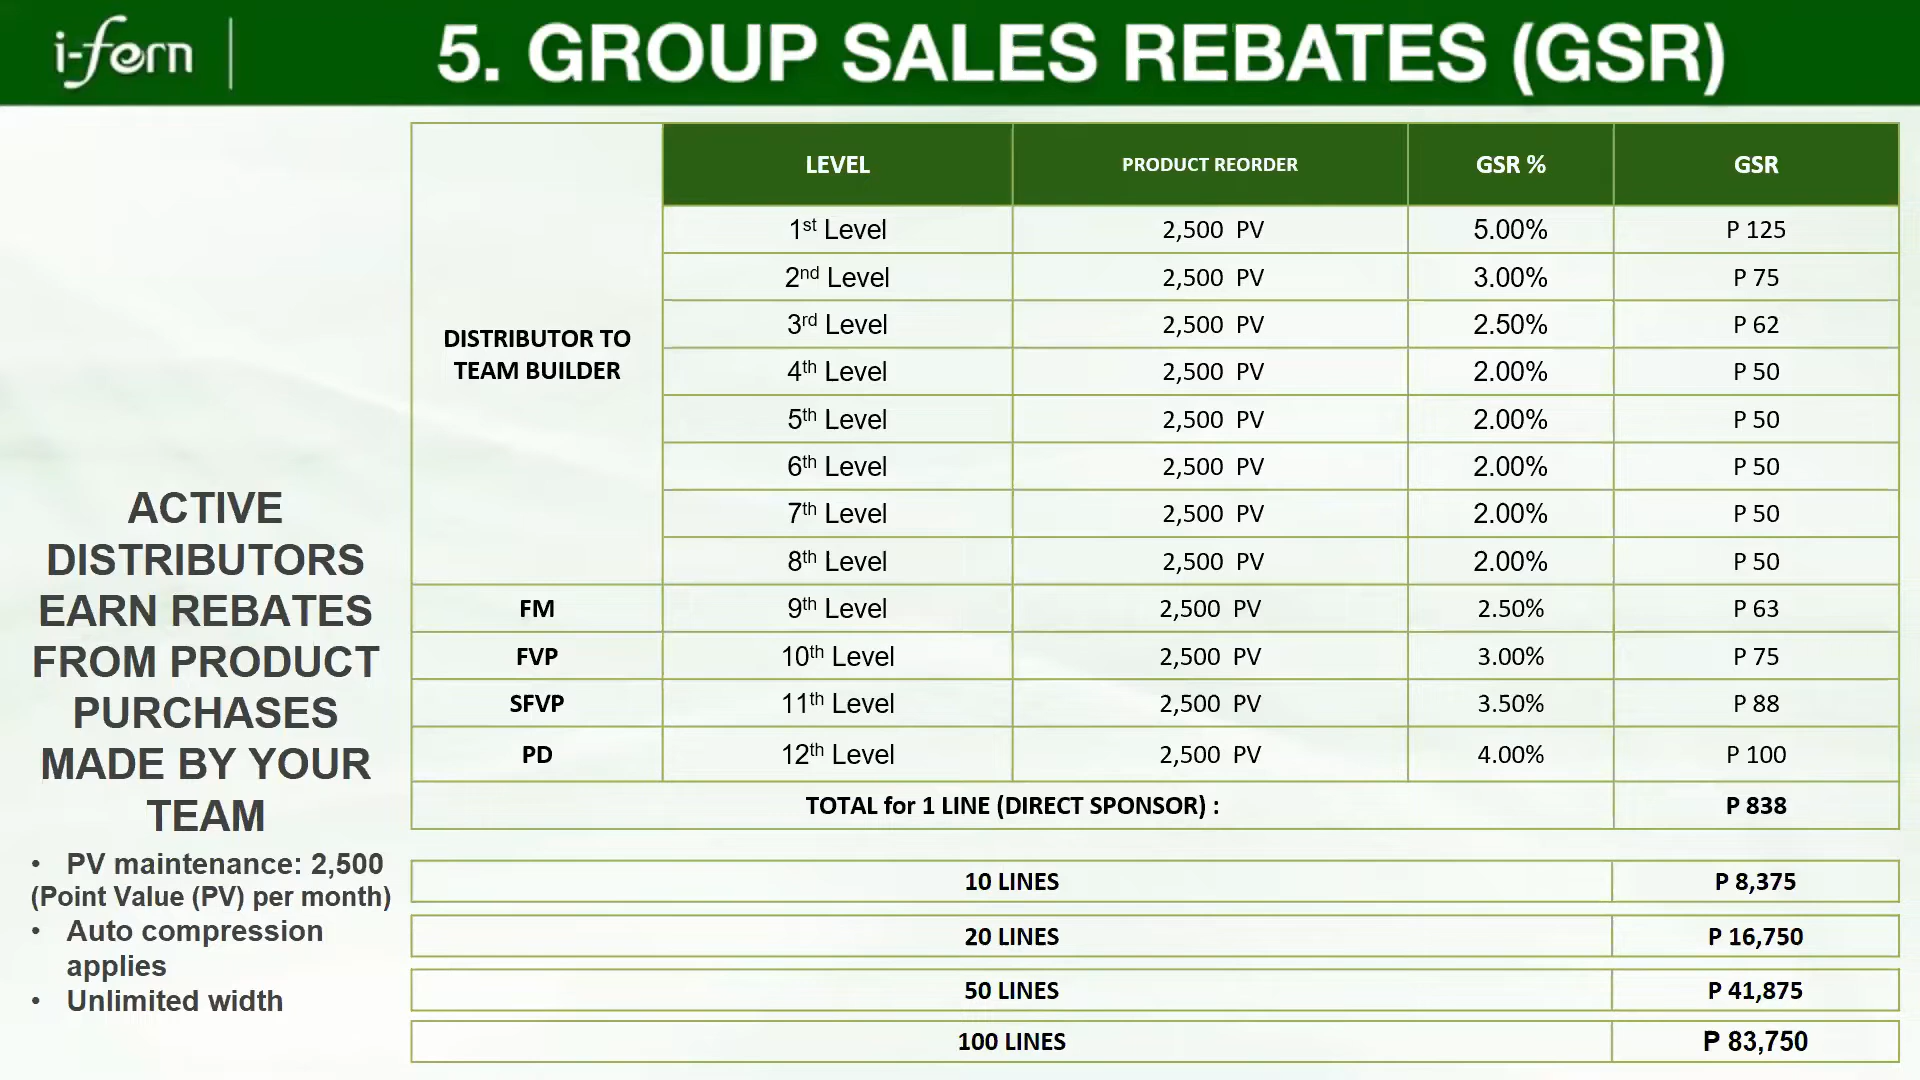 i-fern
5. GROUP SALES REBATES (GSR)
ACTIVE
DISTRIBUTORS
EARN REBATES
FROM PRODUCT
PURCHASES
MADE BY YOUR
TEAM
• PV maintenance: 2,500
(Point Value (PV) per month)
• Auto compression
applies
• Unlimited width
LEVEL PRODUCT REORDER GSR % GSR
DISTRIBUTOR TO
TEAM BUILDER
1st Level 2,500 PV 5.00% P 125
2nd Level 2,500 PV 3.00% P 75
3rd Level 2,500 PV 2.50% P 62
4th Level 2,500 PV 2.00% P 50
5th Level 2,500 PV 2.00% P 50
6th Level 2,500 PV 2.00% P 50
7th Level 2,500 PV 2.00% P 50
8th Level 2,500 PV 2.00% P 50
FM 9th Level 2,500 PV 2.50% P 63
FVP 10th Level 2,500 PV 3.00% P 75
SFVP 11th Level 2,500 PV 3.50% P 88
PD 12th Level 2,500 PV 4.00% P 100
TOTAL for 1 LINE (DIRECT SPONSOR) : P 838
10 LINES P 8,375
20 LINES P 16,750
50 LINES P 41,875
100 LINES P 83,750